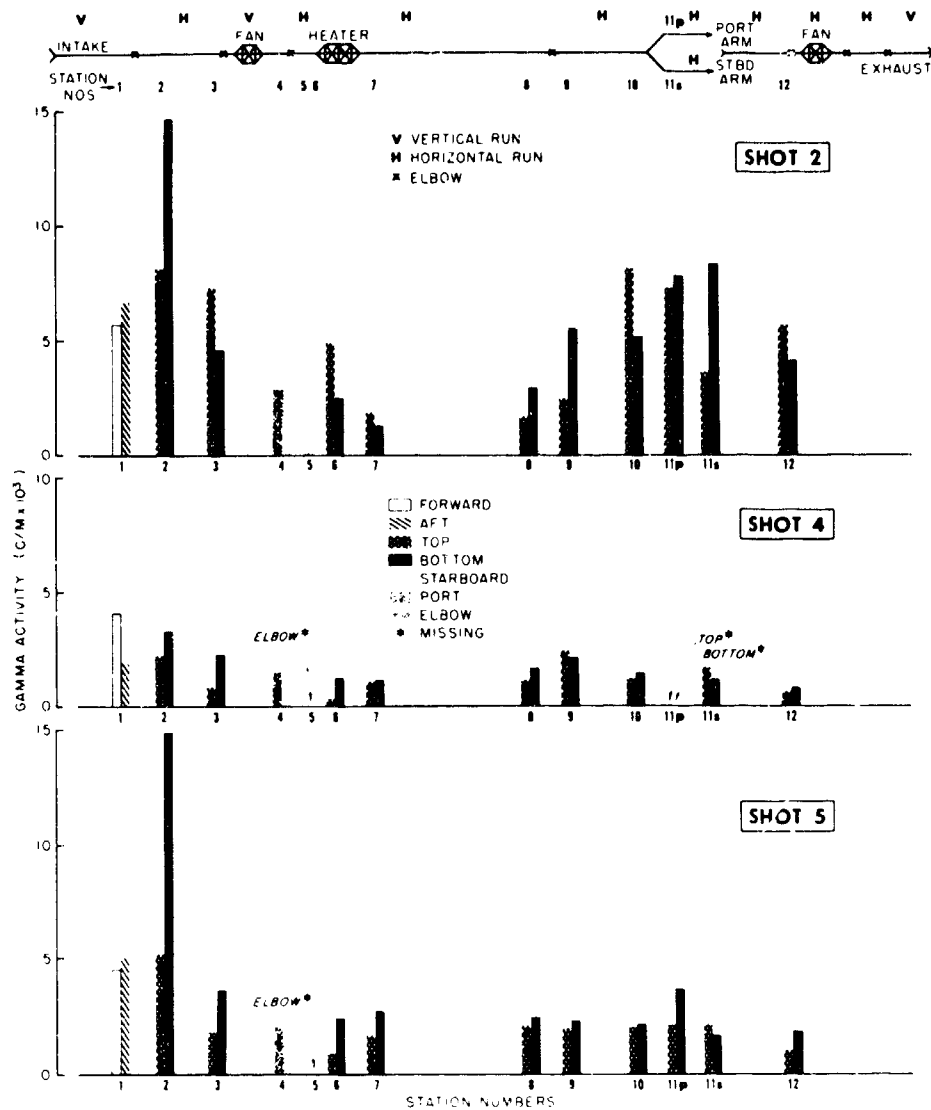 V H V H H H 11p H H H H V
INTAKE FAN HEATER PORT ARM FAN
H STBD ARM EXHAUST
STATION NOS → 1 2 3 4 5 6 7 8 9 10 11s 12
15
V VERTICAL RUN
H HORIZONTAL RUN
x ELBOW
SHOT 2
10
5
0
1 2 3 4 5 6 7 8 9 10 11p 11s 12
10
FORWARD
AFT
TOP
BOTTOM
STARBOARD
PORT
ELBOW
* MISSING
SHOT 4
5
ELBOW*
TOP*
BOTTOM*
0
1 2 3 4 5 6 7 8 9 10 11p 11s 12
GAMMA ACTIVITY (C/M x 10³)
15
SHOT 5
10
5
ELBOW*
0
1 2 3 4 5 6 7 8 9 10 11p 11s 12
STATION NUMBERS